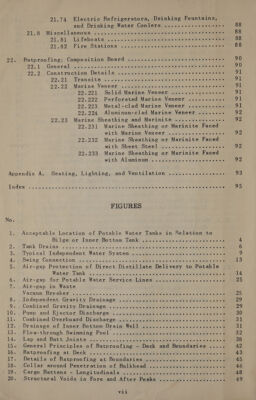 21.74 Electric Refrigerators, Drinking Fountains,
and Drinking Water Coolers .................... 88
21.8 Miscellaneous .................... 88
21.81 Lifeboats .................... 88
21.82 Fire Stations .................... 88
22. Ratproofing; Composition Board .................... 90
22.1 General .................... 90
22.2 Construction Details .................... 91
22.21 Transite .................... 91
22.22 Marine Veneer .................... 91
22.221 Solid Marine Veneer .................... 91
22.222 Perforated Marine Veneer .................... 91
22.223 Metal-clad Marine Veneer .................... 91
22.224 Aluminum-clad Marine Veneer .................... 92
22.23 Marine Sheathing and Marinite .................... 92
22.231 Marine Sheathing or Marinite Faced
with Marine Veneer .................... 92
22.232 Marine Sheathing or Marinite Faced
with Sheet Steel .................... 92
22.233 Marine Sheathing or Marinite Faced
with Aluminum .................... 92
Appendix A. Heating, Lighting, and Ventilation .................... 93
Index .................... 95
FIGURES
No.
1. Acceptable Location of Potable Water Tanks in Relation to
Bilge or Inner Bottom Tank .................... 4
2. Tank Drains .................... 6
3. Typical Independent Water System .................... 9
4. Swing Connection .................... 13
5. Air-gap Protection of Direct Distillate Delivery to Potable
Water Tank .................... 14
6. Air-gap for Potable Water Service Lines .................... 25
7. Air-gap in Waste
Vacuum Breaker .................... 25
8. Independent Gravity Drainage .................... 29
9. Combined Gravity Drainage .................... 29
10. Pump and Ejector Discharge .................... 30
11. Combined Overboard Discharge .................... 31
12. Drainage of Inner Bottom Drain Well .................... 31
13. Flow-through Swimming Pool .................... 32
14. Lap and Butt Joints .................... 38
15. General Principles of Ratproofing - Deck and Boundaries .................... 42
16. Ratproofing at Deck .................... 43
17. Details of Ratproofing at Boundaries .................... 45
18. Collar around Penetration of Bulkhead .................... 46
19. Cargo Battens - Longitudinals .................... 48
20. Structural Voids in Fore and After Peaks .................... 49
vii